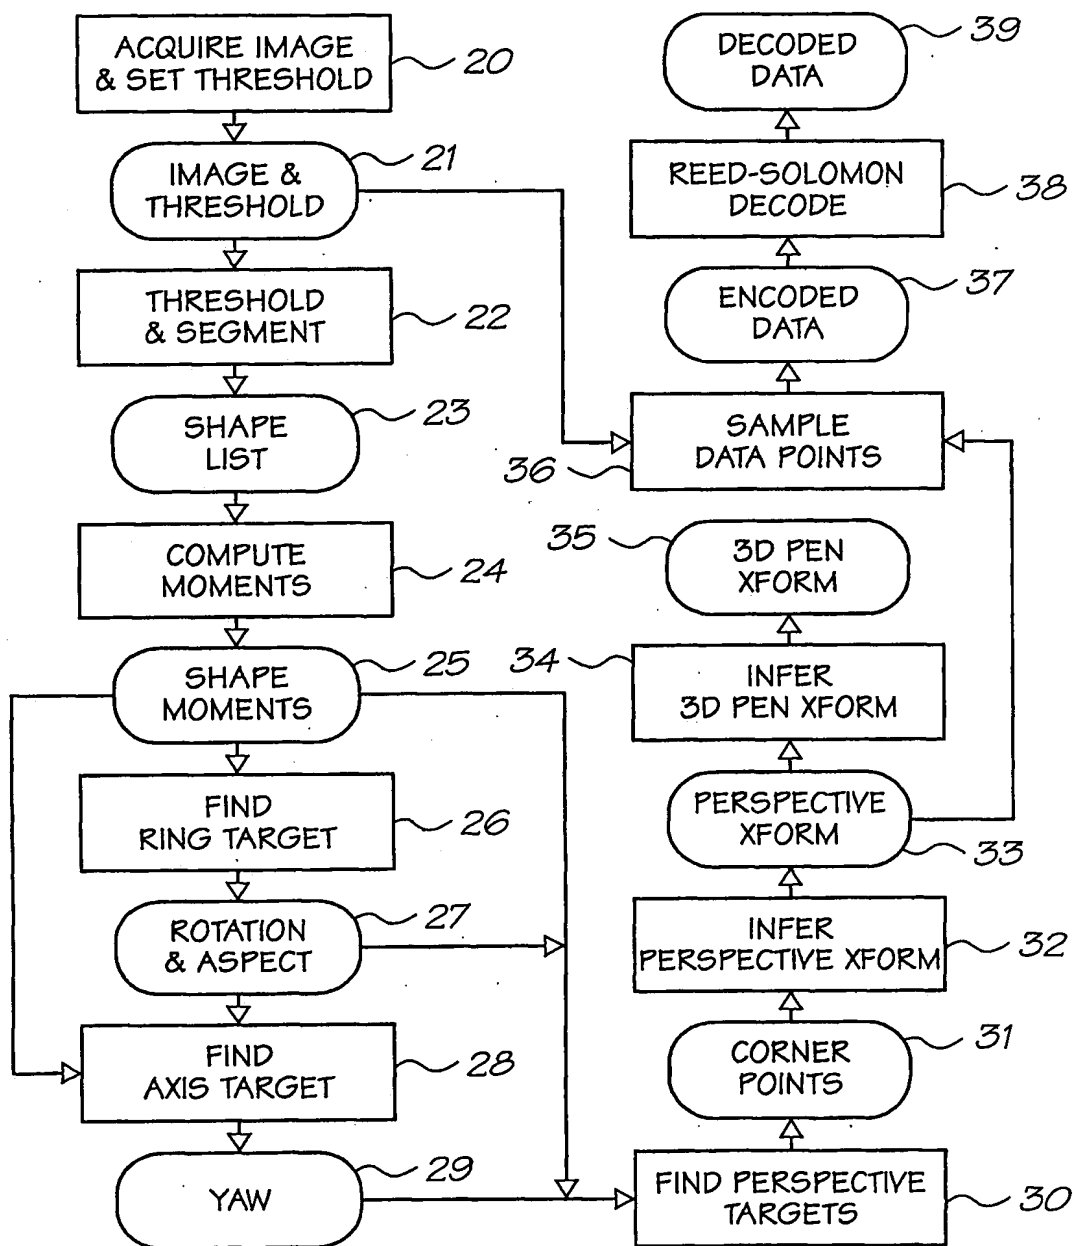 ACQUIRE IMAGE
& SET THRESHOLD
20
IMAGE &
THRESHOLD
21
THRESHOLD
& SEGMENT
22
SHAPE
LIST
23
COMPUTE
MOMENTS
24
SHAPE
MOMENTS
25
FIND
RING TARGET
26
ROTATION
& ASPECT
27
FIND
AXIS TARGET
28
YAW
29
DECODED
DATA
39
REED-SOLOMON
DECODE
38
ENCODED
DATA
37
SAMPLE
DATA POINTS
36
3D PEN
XFORM
35
INFER
3D PEN XFORM
34
PERSPECTIVE
XFORM
33
INFER
PERSPECTIVE XFORM
32
CORNER
POINTS
31
FIND PERSPECTIVE
TARGETS
30